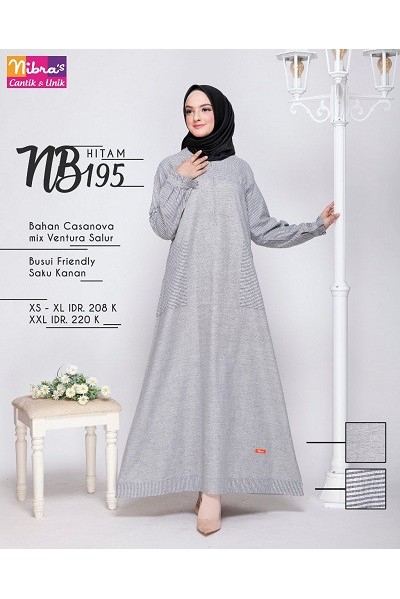 Nibra's
Cantik & Unik
HITAM
NB195
Bahan Casanova
mix Ventura Salur
Busui Friendly
Saku Kanan
XS - XL IDR. 208 K
XXL IDR. 220 K